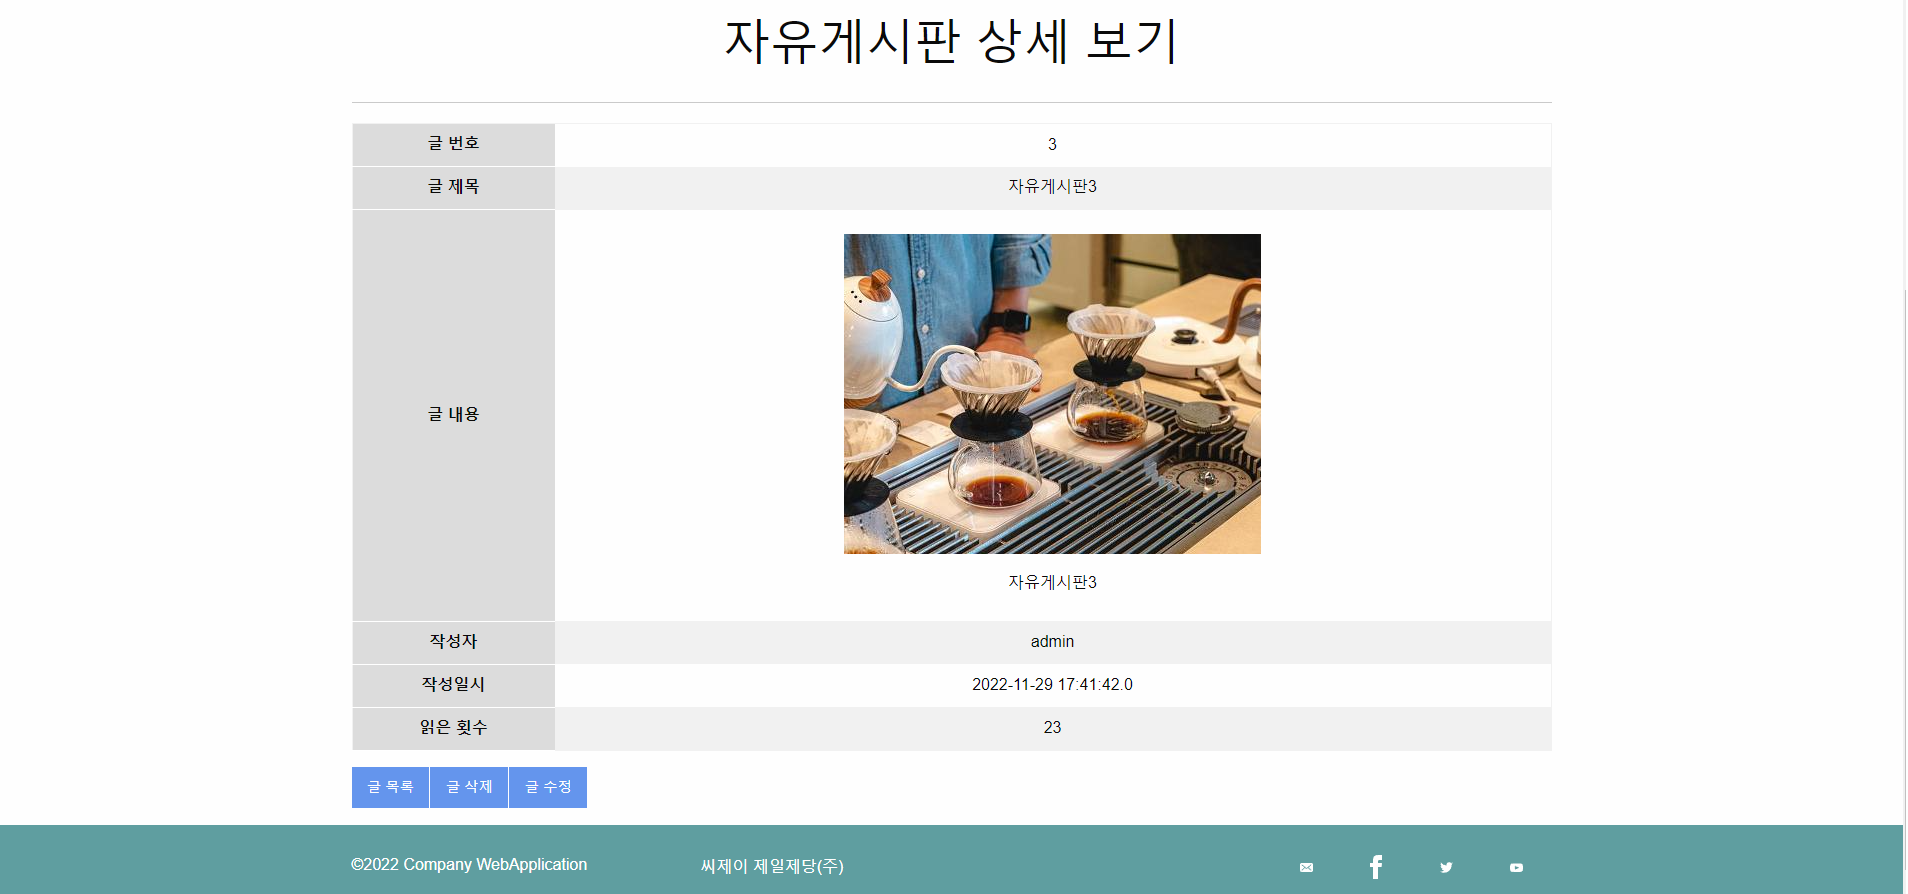 자유게시판 상세 보기
글 번호 3
글 제목 자유게시판3
글 내용
자유게시판3
작성자 admin
작성일시 2022-11-29 17:41:42.0
읽은 횟수 23
글 목록 글 삭제 글 수정
©2022 Company WebApplication 씨제이 제일제당(주)